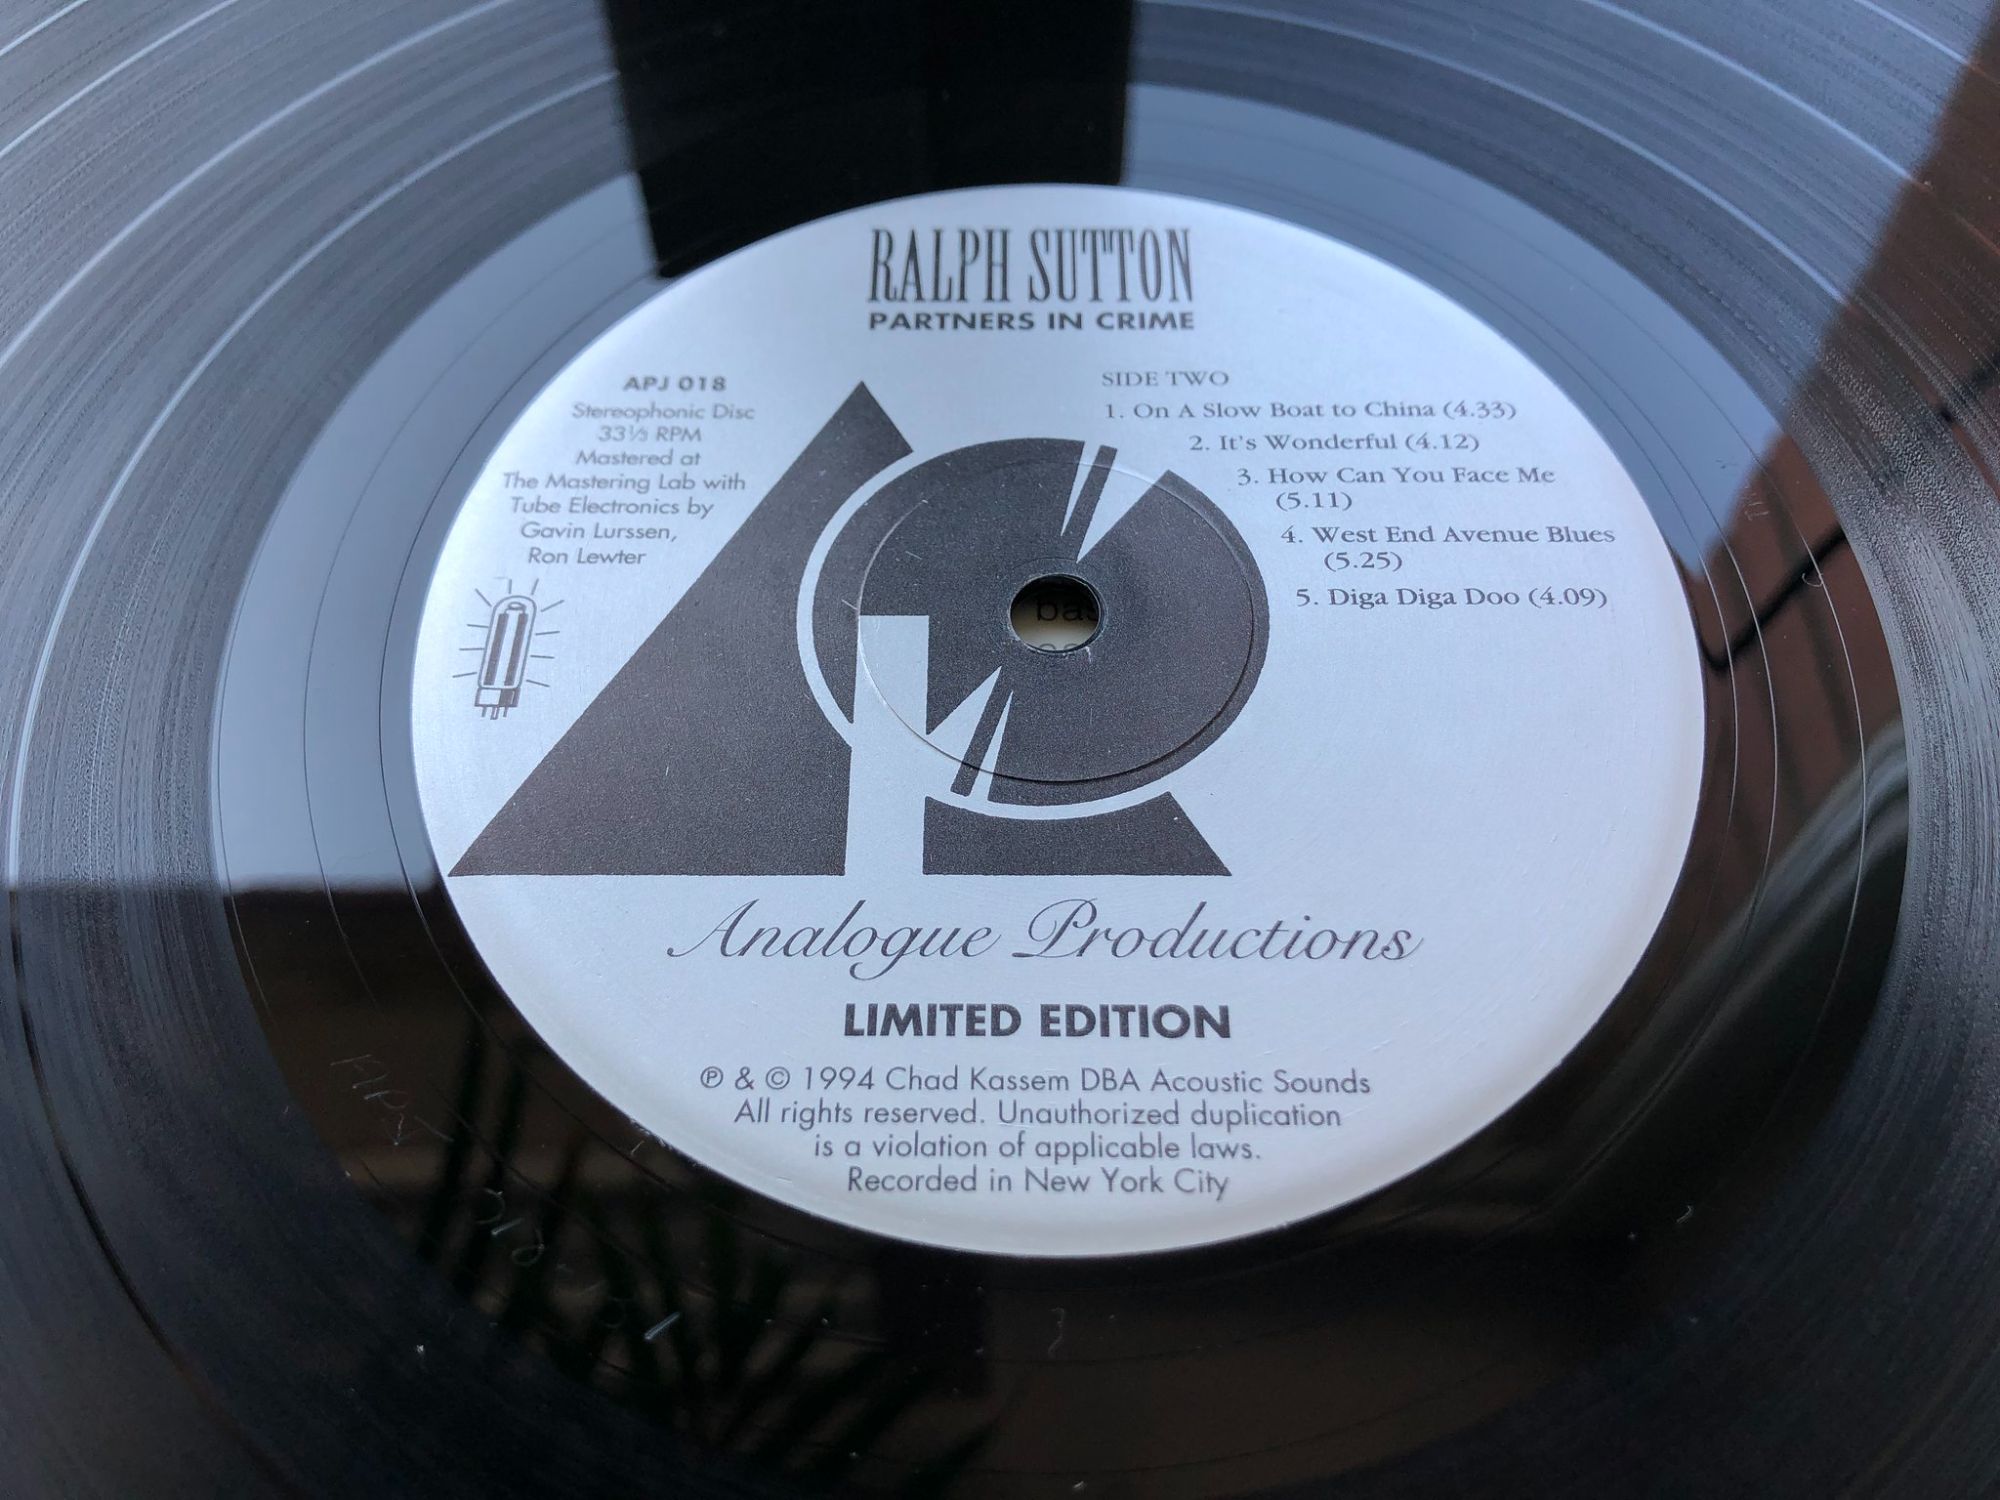 RALPH SUTTON
PARTNERS IN CRIME
APJ 018
Stereophonic Disc
33⅓ RPM
Mastered at
The Mastering Lab with
Tube Electronics by
Gavin Lurssen,
Ron Lewter
SIDE TWO
1. On A Slow Boat to China (4.33)
2. It's Wonderful (4.12)
3. How Can You Face Me
(5.11)
4. West End Avenue Blues
(5.25)
5. Diga Diga Doo (4.09)
Analogue Productions
LIMITED EDITION
℗ & © 1994 Chad Kassem DBA Acoustic Sounds
All rights reserved. Unauthorized duplication
is a violation of applicable laws.
Recorded in New York City